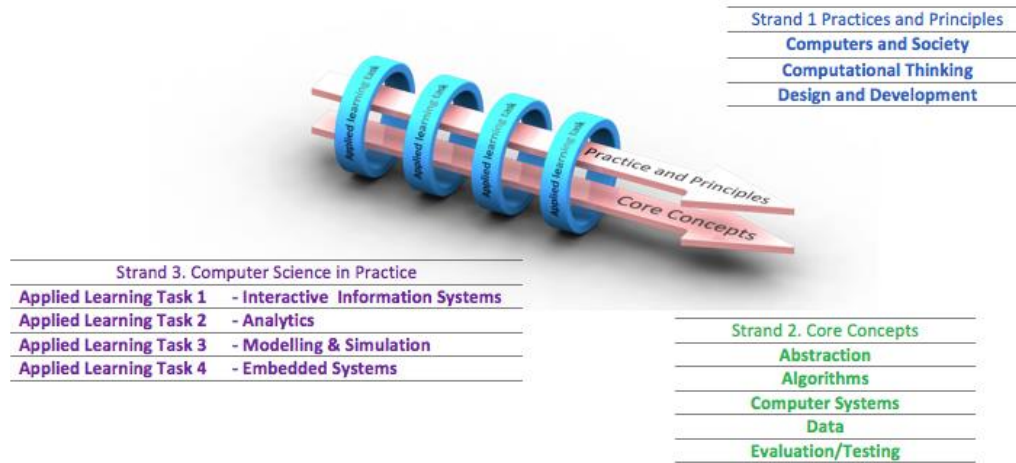 Strand 1 Practices and Principles
Computers and Society
Computational Thinking
Design and Development
Applied learning task
Applied learning task
Applied learning task
Applied learning task
Practice and Principles
Core Concepts
Strand 3. Computer Science in Practice
Applied Learning Task 1 - Interactive Information Systems
Applied Learning Task 2 - Analytics
Applied Learning Task 3 - Modelling & Simulation
Applied Learning Task 4 - Embedded Systems
Strand 2. Core Concepts
Abstraction
Algorithms
Computer Systems
Data
Evaluation/Testing